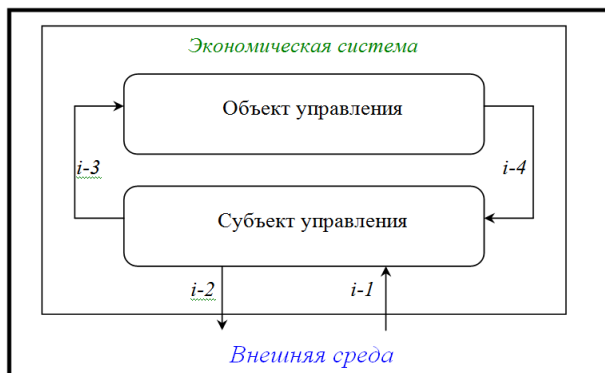 Экономическая система
Объект управления
i-3
i-4
Субъект управления
i-2
i-1
Внешняя среда